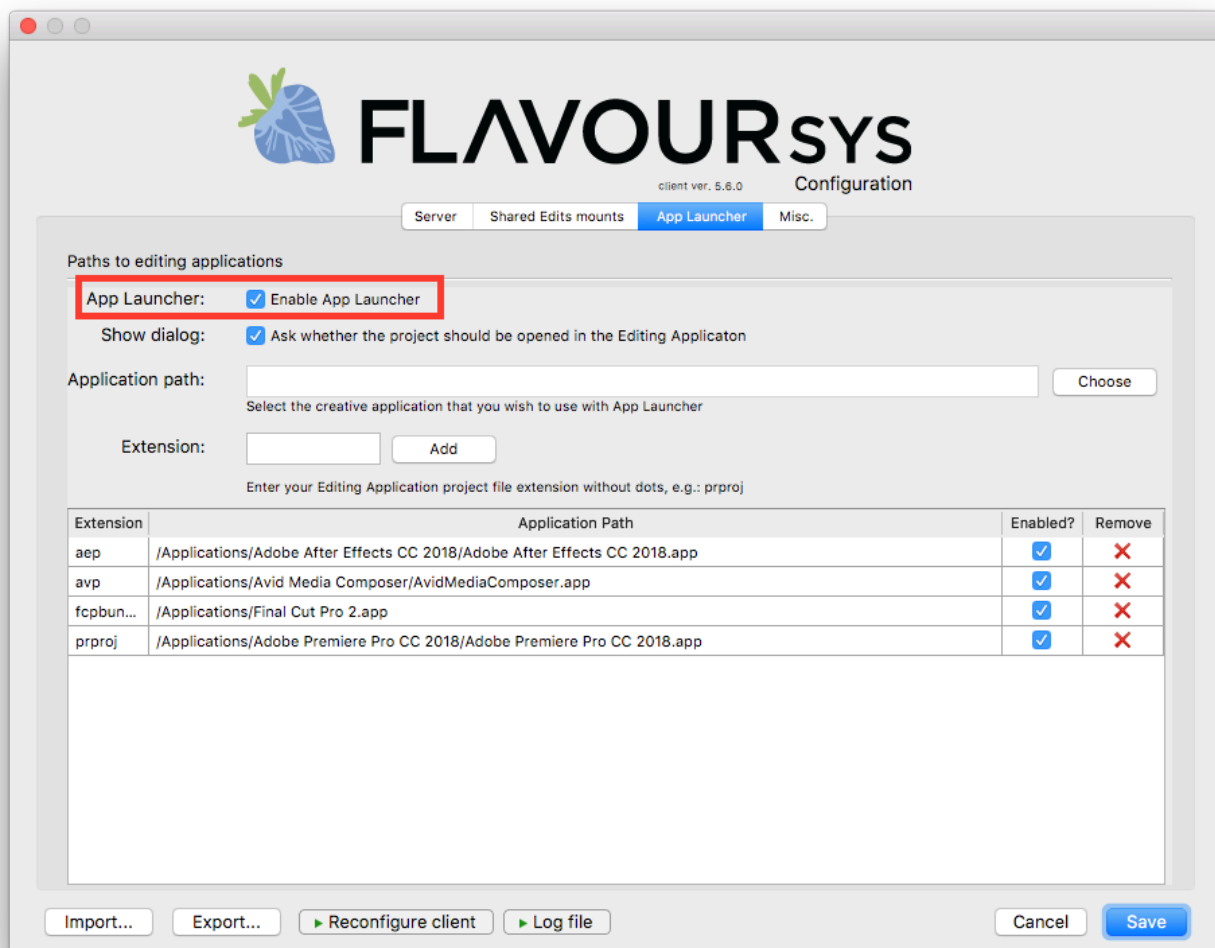 FLAVOURSYS
client ver. 5.6.0 Configuration
Server Shared Edits mounts App Launcher Misc.
Paths to editing applications
App Launcher: Enable App Launcher
Show dialog: Ask whether the project should be opened in the Editing Applicaton
Application path: Choose
Select the creative application that you wish to use with App Launcher
Extension: Add
Enter your Editing Application project file extension without dots, e.g.: prproj
Extension Application Path Enabled? Remove
aep /Applications/Adobe After Effects CC 2018/Adobe After Effects CC 2018.app
avp /Applications/Avid Media Composer/AvidMediaComposer.app
fcpbun... /Applications/Final Cut Pro 2.app
prproj /Applications/Adobe Premiere Pro CC 2018/Adobe Premiere Pro CC 2018.app
Import... Export... Reconfigure client Log file Cancel Save